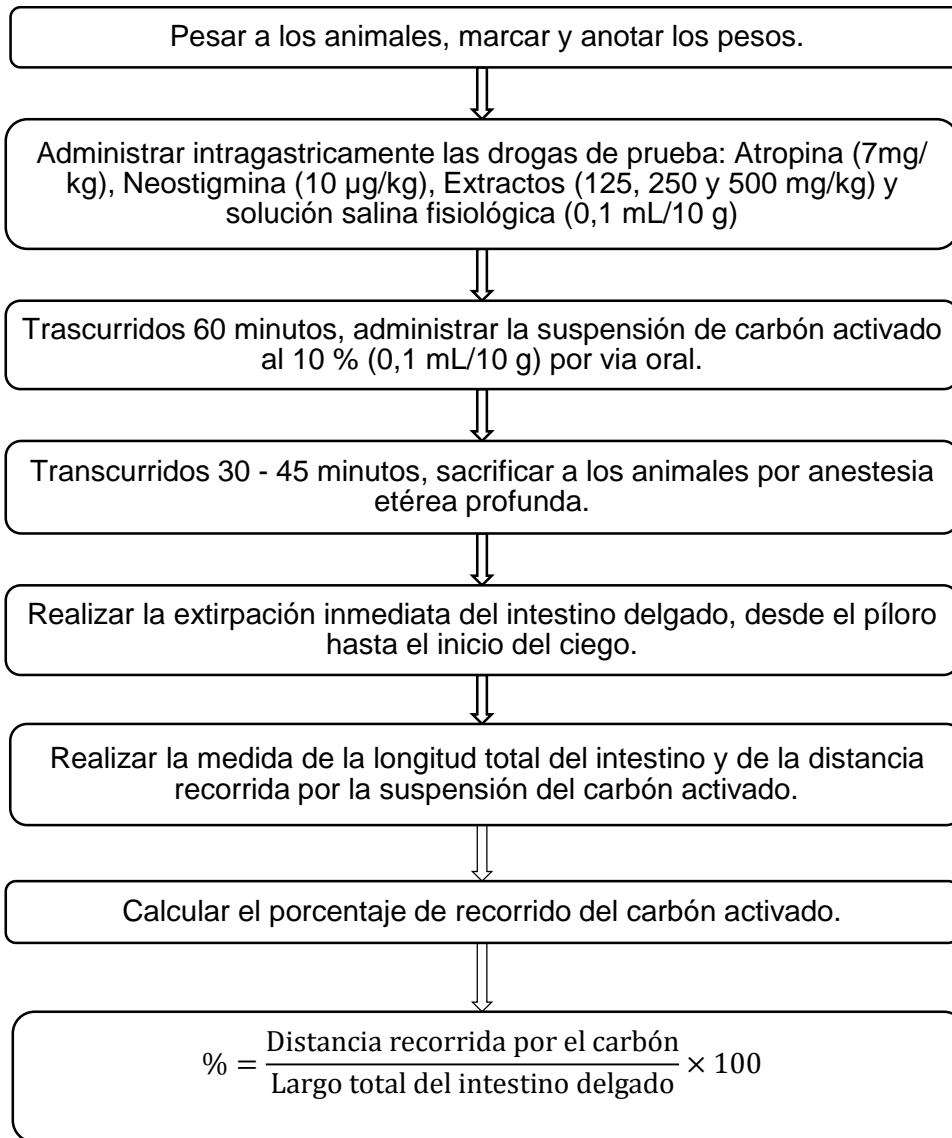 Pesar a los animales, marcar y anotar los pesos.
Administrar intragastricamente las drogas de prueba: Atropina (7mg/
kg), Neostigmina (10 µg/kg), Extractos (125, 250 y 500 mg/kg) y
solución salina fisiológica (0,1 mL/10 g)
Trascurridos 60 minutos, administrar la suspensión de carbón activado
al 10 % (0,1 mL/10 g) por via oral.
Transcurridos 30 - 45 minutos, sacrificar a los animales por anestesia
etérea profunda.
Realizar la extirpación inmediata del intestino delgado, desde el píloro
hasta el inicio del ciego.
Realizar la medida de la longitud total del intestino y de la distancia
recorrida por la suspensión del carbón activado.
Calcular el porcentaje de recorrido del carbón activado.
Distancia recorrida por el carbón
% = × 100
Largo total del intestino delgado